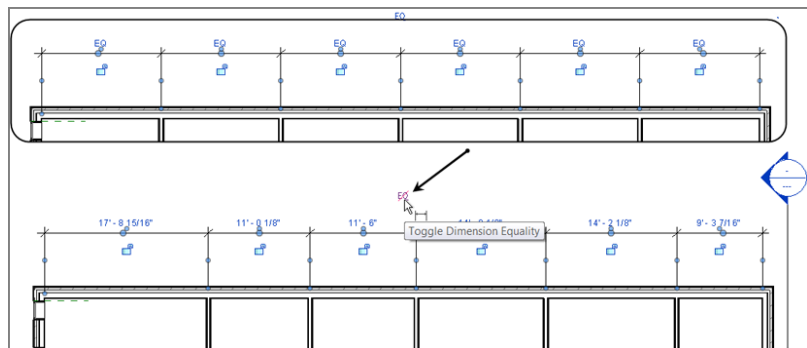 EQ
EQ EQ EQ EQ EQ EQ
EQ
17' - 8 15/16" 11' - 0 1/8" 11' - 6" 14' - 2 1/8" 9' - 3 7/16"
Toggle Dimension Equality